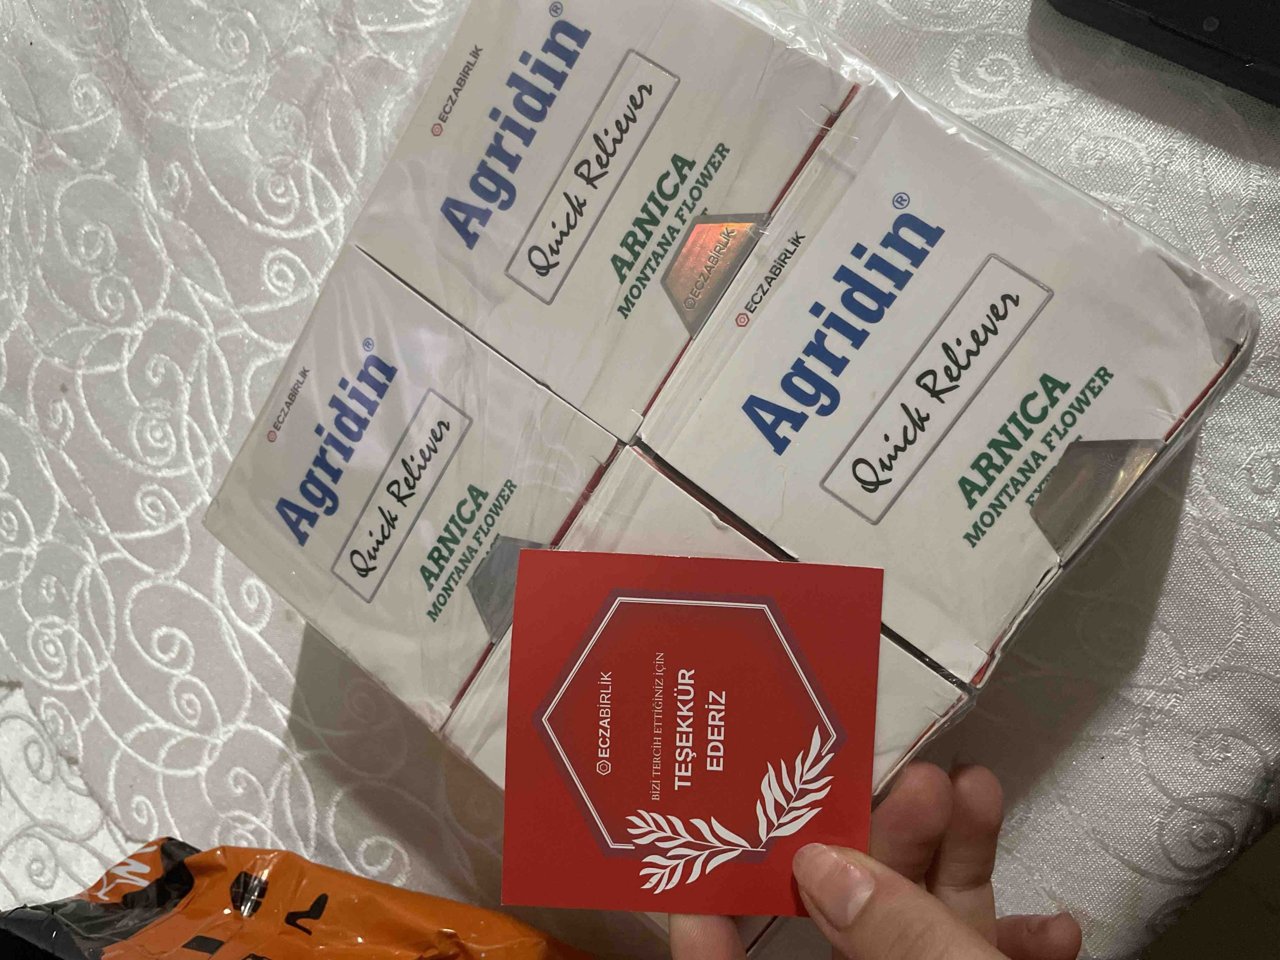 ECZABİRLİK
Agridin®
Quick Reliever
ARNICA
MONTANA FLOWER
ECZABİRLİK
ECZABİRLİK
Agridin®
Quick Reliever
ARNICA
MONTANA FLOWER
ECZABİRLİK
Agridin®
Quick Reliever
ARNICA
MONTANA FLOWER
ECZABİRLİK
BİZİ TERCİH ETTİĞİNİZ İÇİN
TEŞEKKÜR
EDERİZ